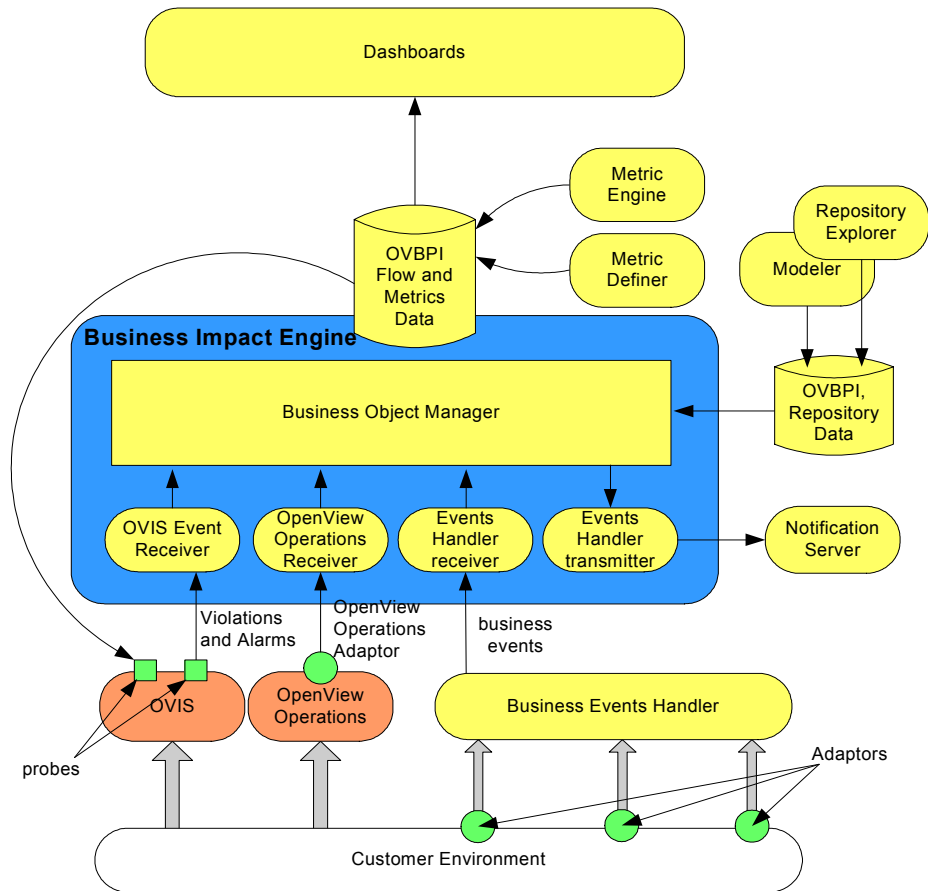 Dashboards
Metric
Engine
Repository
Explorer
OVBPI
Flow and
Metrics
Data
Metric
Definer
Modeler
Business Impact Engine
OVBPI,
Repository
Data
Business Object Manager
OVIS Event
Receiver
OpenView
Operations
Receiver
Events
Handler
receiver
Events
Handler
transmitter
Notification
Server
Violations
and Alarms
OpenView
Operations
Adaptor
business
events
OVIS
OpenView
Operations
Business Events Handler
probes
Adaptors
Customer Environment